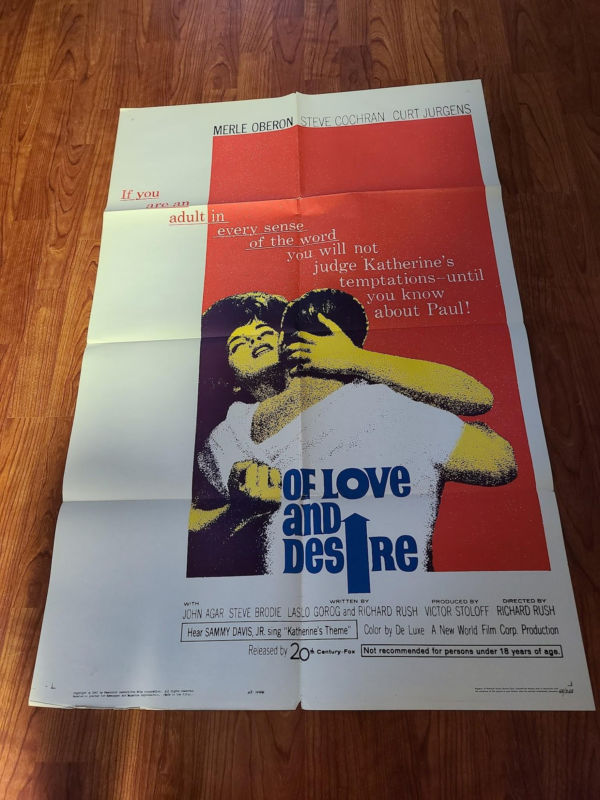 MERLE OBERON STEVE COCHRAN CURT JURGENS
If you
are an
adult in
every sense
of the word
you will not
judge Katherine's
temptations-until
you know
about Paul!
OF LOVE
and
DESIRE
WITH WRITTEN BY PRODUCED BY DIRECTED BY
JOHN AGAR STEVE BRODIE LASLO GOROG and RICHARD RUSH VICTOR STOLOFF RICHARD RUSH
Hear SAMMY DAVIS, JR. sing "Katherine's Theme" Color by De Luxe A New World Film Corp. Production
Released by 20th Century-Fox Not recommended for persons under 18 years of age.